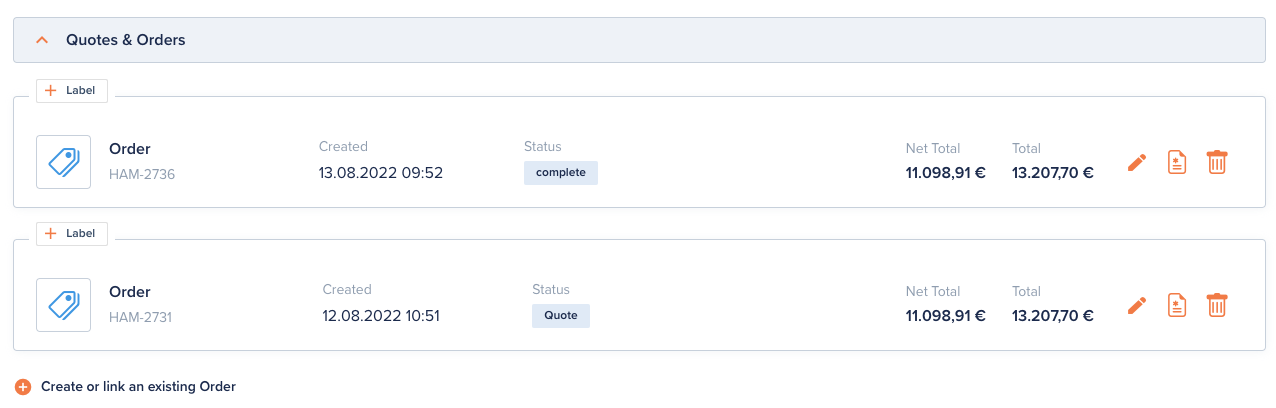 Quotes & Orders
Label
Order
HAM-2736
Created
13.08.2022 09:52
Status
complete
Net Total
11.098,91 €
Total
13.207,70 €
Label
Order
HAM-2731
Created
12.08.2022 10:51
Status
Quote
Net Total
11.098,91 €
Total
13.207,70 €
Create or link an existing Order